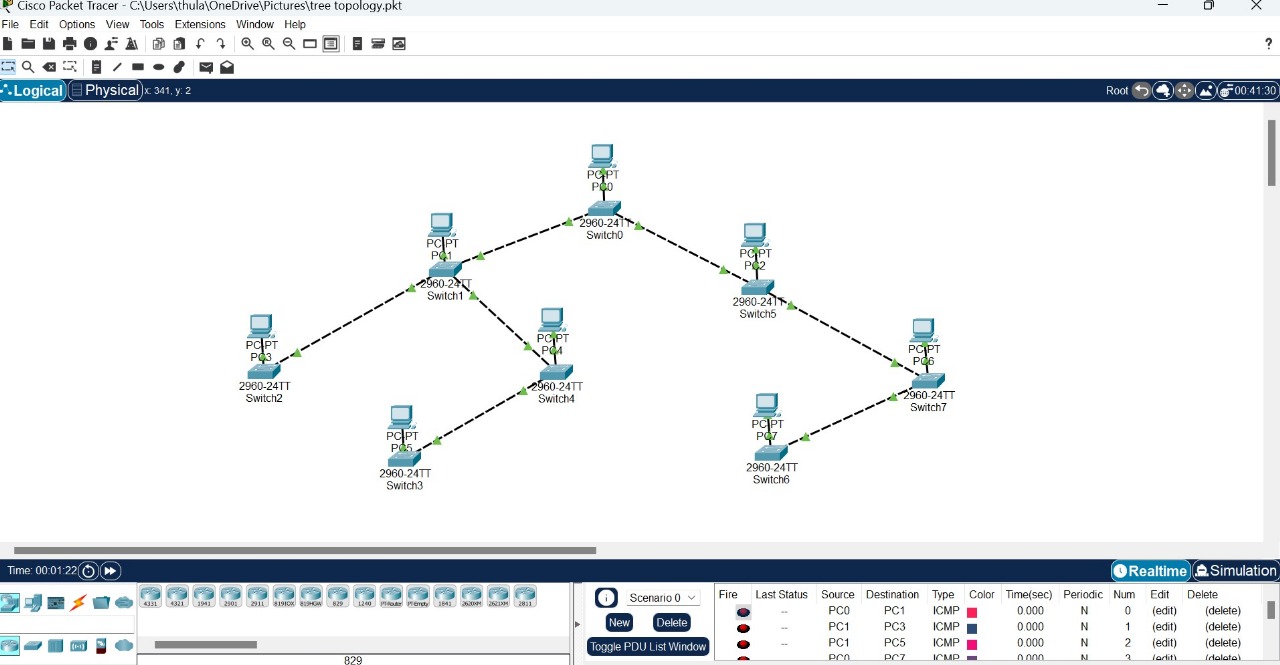 Cisco Packet Tracer - C:\Users\thula\OneDrive\Pictures\tree topology.pkt
File Edit Options View Tools Extensions Window Help
?
Logical Physical x: 341, y: 2 Root 00:41:30
PC-PT
PC0
2960-24TT
Switch0
PC-PT
PC1
2960-24TT
Switch1
PC-PT
PC2
2960-24TT
Switch5
PC-PT
PC3
2960-24TT
Switch2
PC-PT
PC4
2960-24TT
Switch4
PC-PT
PC6
2960-24TT
Switch7
PC-PT
PC5
2960-24TT
Switch3
PC-PT
PC7
2960-24TT
Switch6
Time: 00:01:22 Realtime Simulation
4331 4321 1941 2901 2911 819IOX 819HGW 829 1240 PT-Router PT-Empty 1841 2620XM 2621XM 2811
829
Scenario 0
New Delete
Toggle PDU List Window
Fire Last Status Source Destination Type Color Time(sec) Periodic Num Edit Delete
-- PC0 PC1 ICMP 0.000 N 0 (edit) (delete)
-- PC1 PC3 ICMP 0.000 N 1 (edit) (delete)
-- PC1 PC5 ICMP 0.000 N 2 (edit) (delete)
-- PC0 PC7 ICMP 0.000 N 3 (edit) (delete)